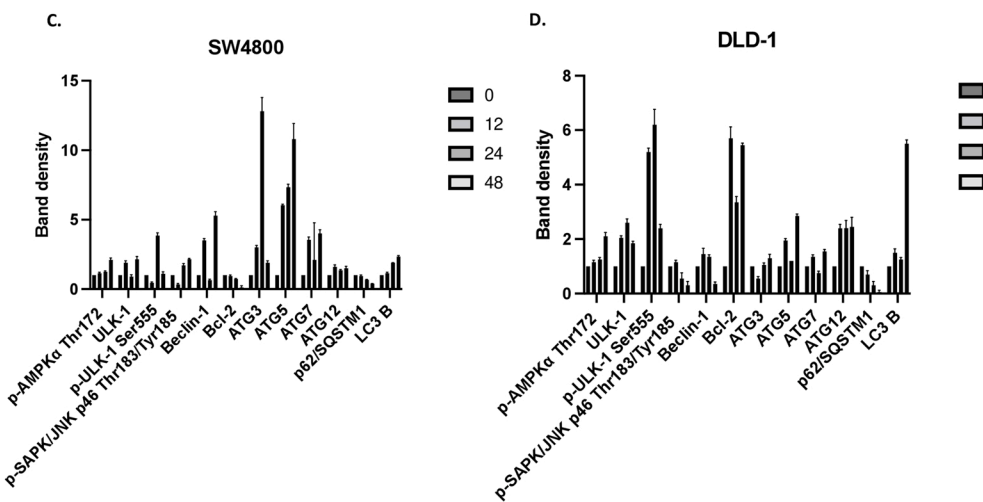 C.
SW4800
Band density
15
10
5
0
p-AMPKα Thr172
ULK-1
p-ULK-1 Ser555
p-SAPK/JNK p46 Thr183/Tyr185
Beclin-1
Bcl-2
ATG3
ATG5
ATG7
ATG12
p62/SQSTM1
LC3 B
0
12
24
48
D.
DLD-1
Band density
8
6
4
2
0
p-AMPKα Thr172
ULK-1
p-ULK-1 Ser555
p-SAPK/JNK p46 Thr183/Tyr185
Beclin-1
Bcl-2
ATG3
ATG5
ATG7
ATG12
p62/SQSTM1
LC3 B